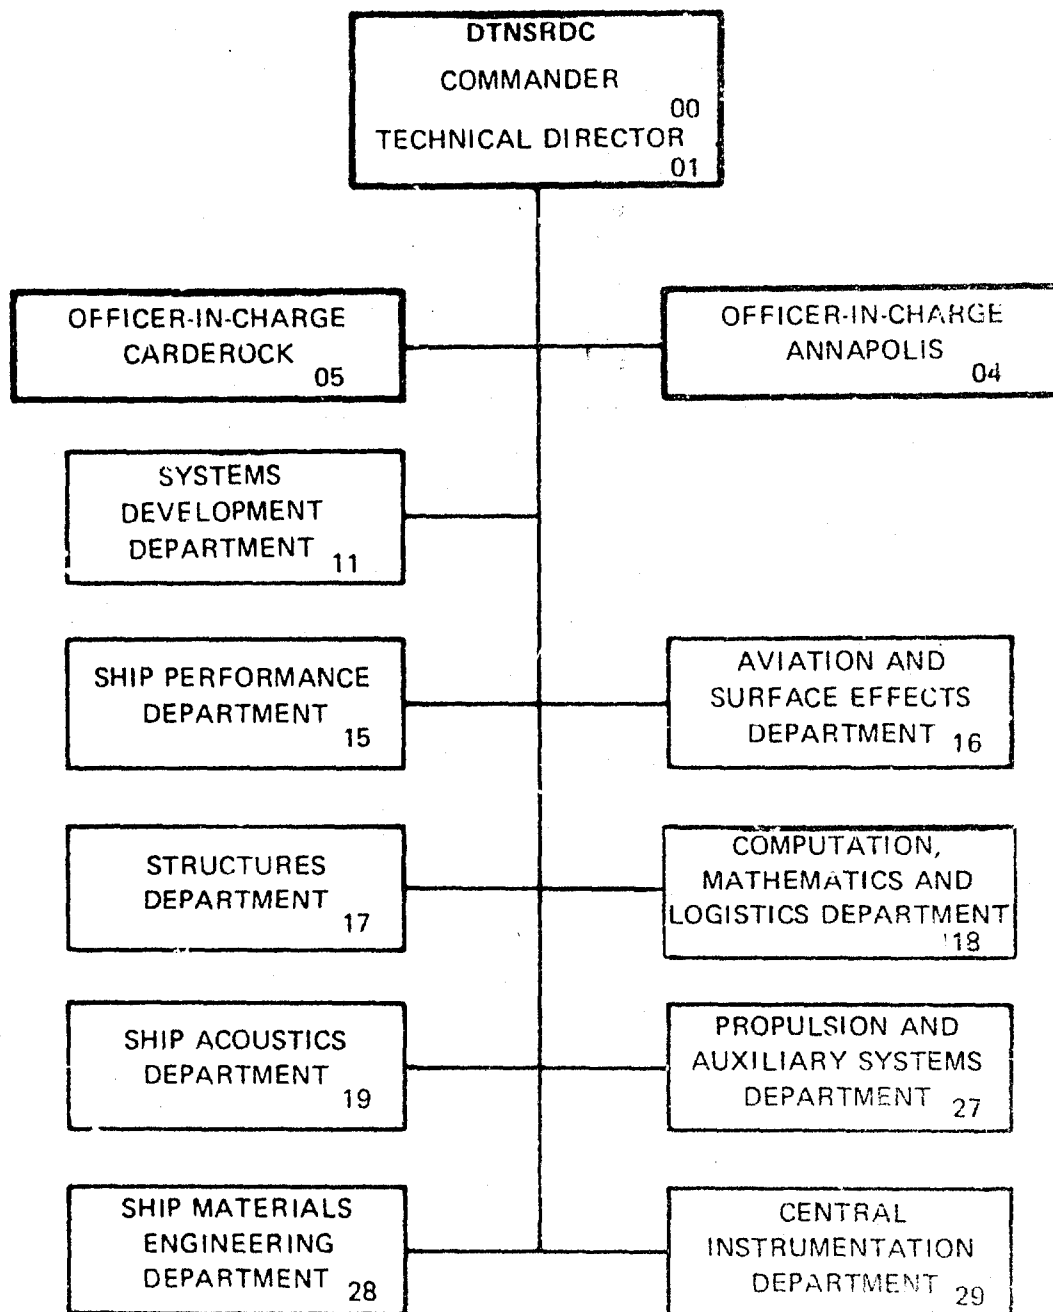 DTNSRDC
COMMANDER
00
TECHNICAL DIRECTOR
01
OFFICER-IN-CHARGE
CARDEROCK
05
OFFICER-IN-CHARGE
ANNAPOLIS
04
SYSTEMS
DEVELOPMENT
DEPARTMENT
11
SHIP PERFORMANCE
DEPARTMENT
15
AVIATION AND
SURFACE EFFECTS
DEPARTMENT
16
STRUCTURES
DEPARTMENT
17
COMPUTATION,
MATHEMATICS AND
LOGISTICS DEPARTMENT
18
SHIP ACOUSTICS
DEPARTMENT
19
PROPULSION AND
AUXILIARY SYSTEMS
DEPARTMENT
27
SHIP MATERIALS
ENGINEERING
DEPARTMENT
28
CENTRAL
INSTRUMENTATION
DEPARTMENT
29